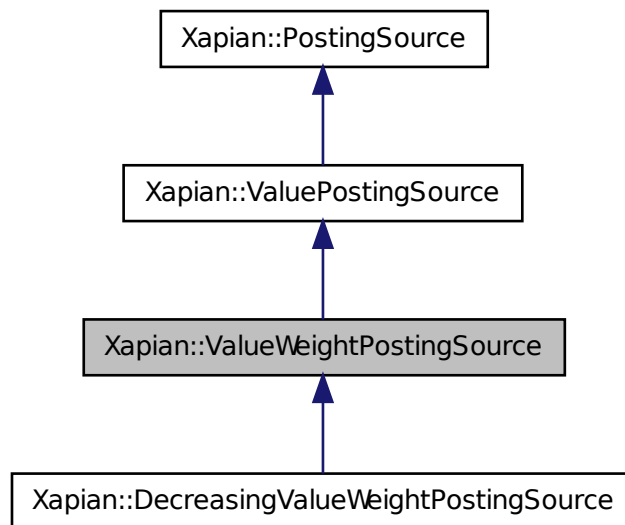 Xapian::PostingSource
Xapian::ValuePostingSource
Xapian::ValueWeightPostingSource
Xapian::DecreasingValueWeightPostingSource